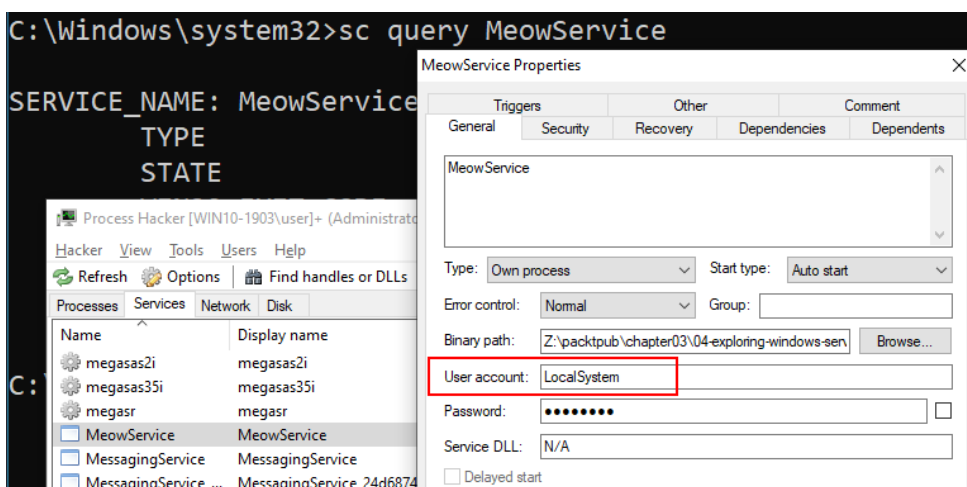 C:\Windows\system32>sc query MeowService
SERVICE_NAME: MeowService
TYPE
STATE
C:\
Process Hacker [WIN10-1903\user]+ (Administrato
Hacker View Tools Users Help
Refresh Options Find handles or DLLs
Processes Services Network Disk
Name Display name
megasas2i megasas2i
megasas35i megasas35i
megasr megasr
MeowService MeowService
MessagingService MessagingService
MessagingService_... MessagingService_24d6874
MeowService Properties
Triggers Other Comment
General Security Recovery Dependencies Dependents
MeowService
Type: Own process Start type: Auto start
Error control: Normal Group:
Binary path: Z:\packtpub\chapter03\04-exploring-windows-serv Browse...
User account: LocalSystem
Password: ●●●●●●●●
Service DLL: N/A
Delayed start